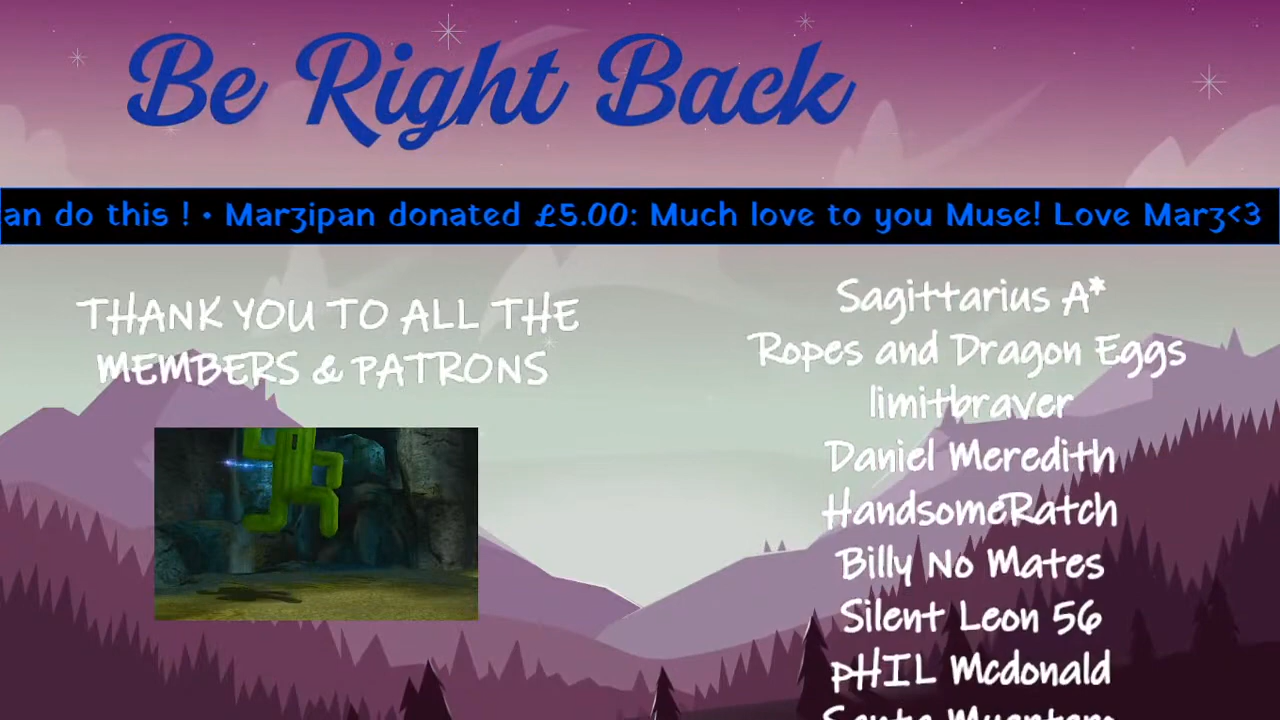 Be Right Back
an do this ! • Marzipan donated £5.00: Much love to you Muse! Love Marz<3
THANK YOU TO ALL THE
MEMBERS & PATRONS
Sagittarius A*
Ropes and Dragon Eggs
limitbraver
Daniel Meredith
HandsomeRatch
Billy No Mates
Silent Leon 56
pHIL Mcdonald